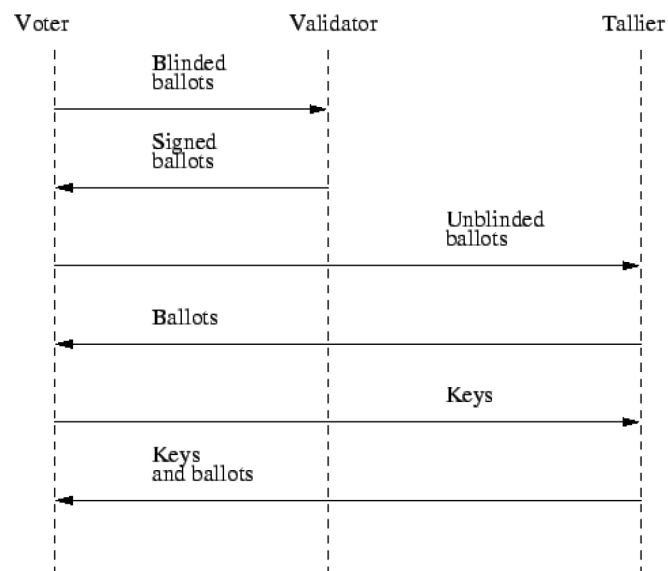 Voter Validator Tallier
Blinded
ballots
Signed
ballots
Unblinded
ballots
Ballots
Keys
Keys
and ballots